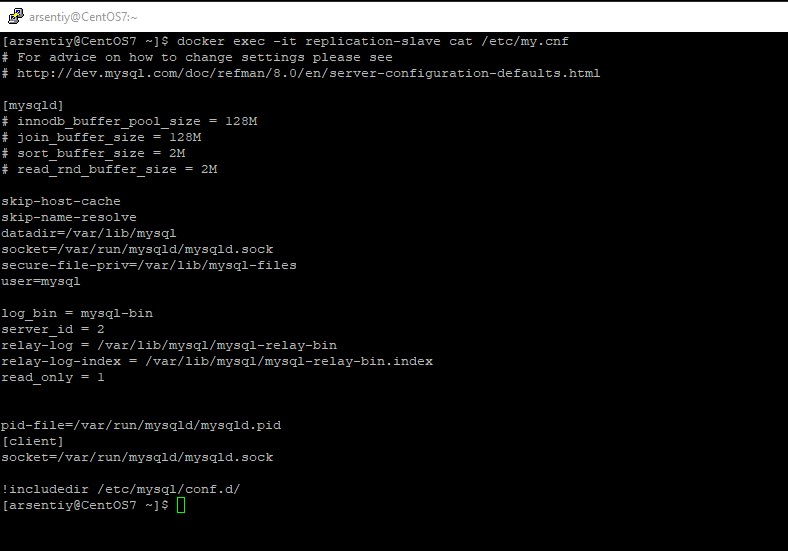 arsentiy@CentOS7:~
[arsentiy@CentOS7 ~]$ docker exec -it replication-slave cat /etc/my.cnf
# For advice on how to change settings please see
# http://dev.mysql.com/doc/refman/8.0/en/server-configuration-defaults.html
[mysqld]
# innodb_buffer_pool_size = 128M
# join_buffer_size = 128M
# sort_buffer_size = 2M
# read_rnd_buffer_size = 2M
skip-host-cache
skip-name-resolve
datadir=/var/lib/mysql
socket=/var/run/mysqld/mysqld.sock
secure-file-priv=/var/lib/mysql-files
user=mysql
log_bin = mysql-bin
server_id = 2
relay-log = /var/lib/mysql/mysql-relay-bin
relay-log-index = /var/lib/mysql/mysql-relay-bin.index
read_only = 1
pid-file=/var/run/mysqld/mysqld.pid
[client]
socket=/var/run/mysqld/mysqld.sock
!includedir /etc/mysql/conf.d/
[arsentiy@CentOS7 ~]$